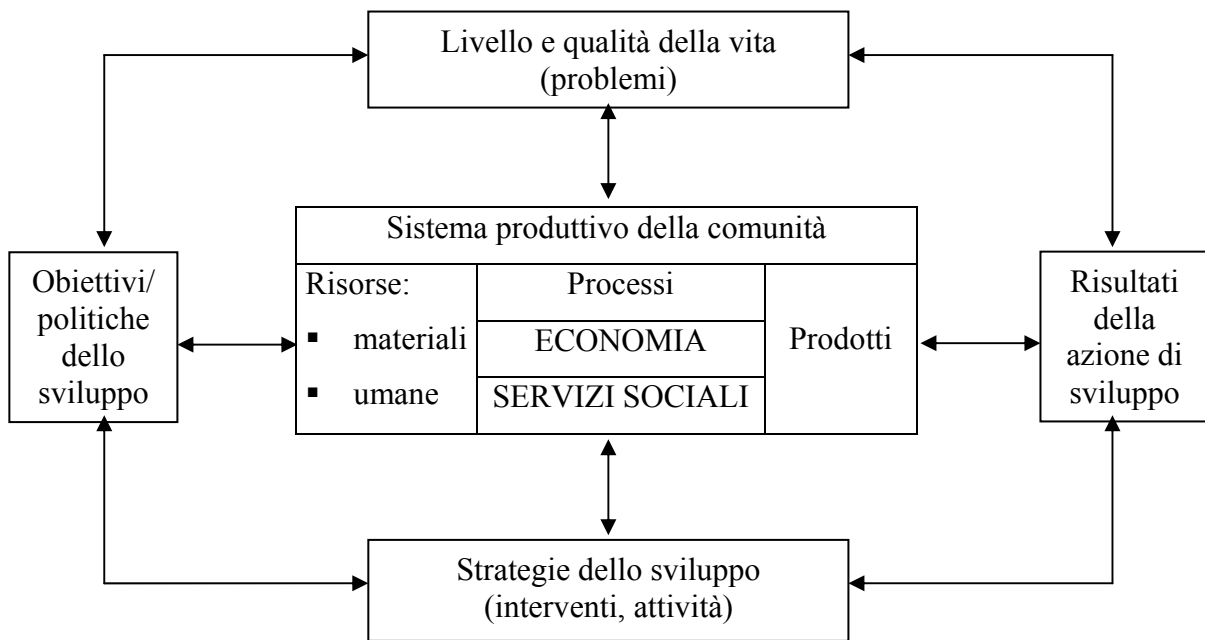 Livello e qualità della vita
(problemi)
Sistema produttivo della comunità
Obiettivi/
politiche
dello
sviluppo
Risorse:
▪ materiali
▪ umane
Processi
ECONOMIA
SERVIZI SOCIALI
Prodotti
Risultati
della
azione di
sviluppo
Strategie dello sviluppo
(interventi, attività)